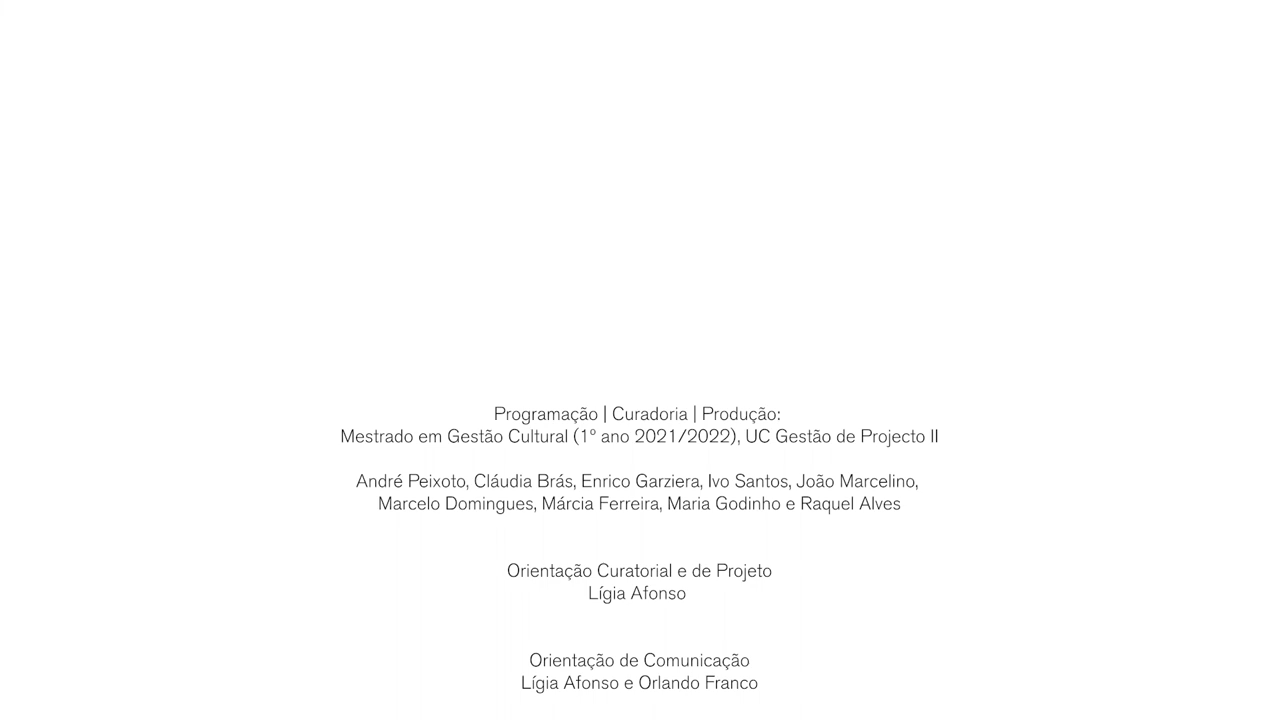 Programação | Curadoria | Produção:
Mestrado em Gestão Cultural (1º ano 2021/2022), UC Gestão de Projecto II
André Peixoto, Cláudia Brás, Enrico Garziera, Ivo Santos, João Marcelino,
Marcelo Domingues, Márcia Ferreira, Maria Godinho e Raquel Alves
Orientação Curatorial e de Projeto
Lígia Afonso
Orientação de Comunicação
Lígia Afonso e Orlando Franco